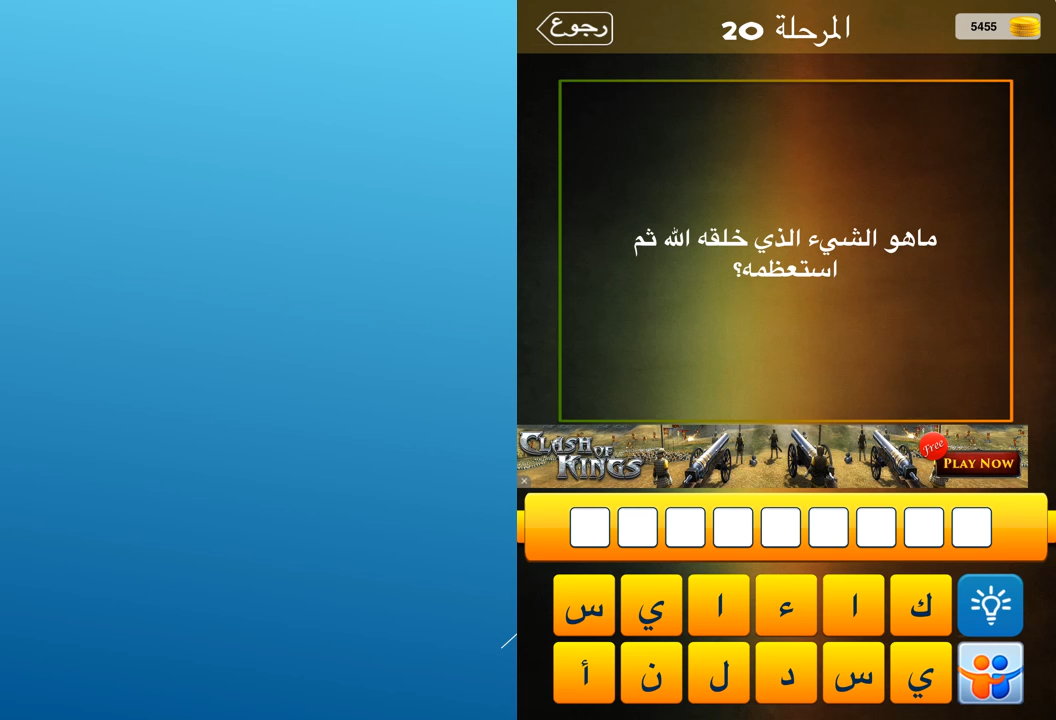 رجوع
المرحلة 20
5455
ماهو الشيء الذي خلقه الله ثم
استعظمه؟
CLASH OF KINGS
Free
PLAY NOW
ك ا ء ا ي س
ي س د ل ن أ